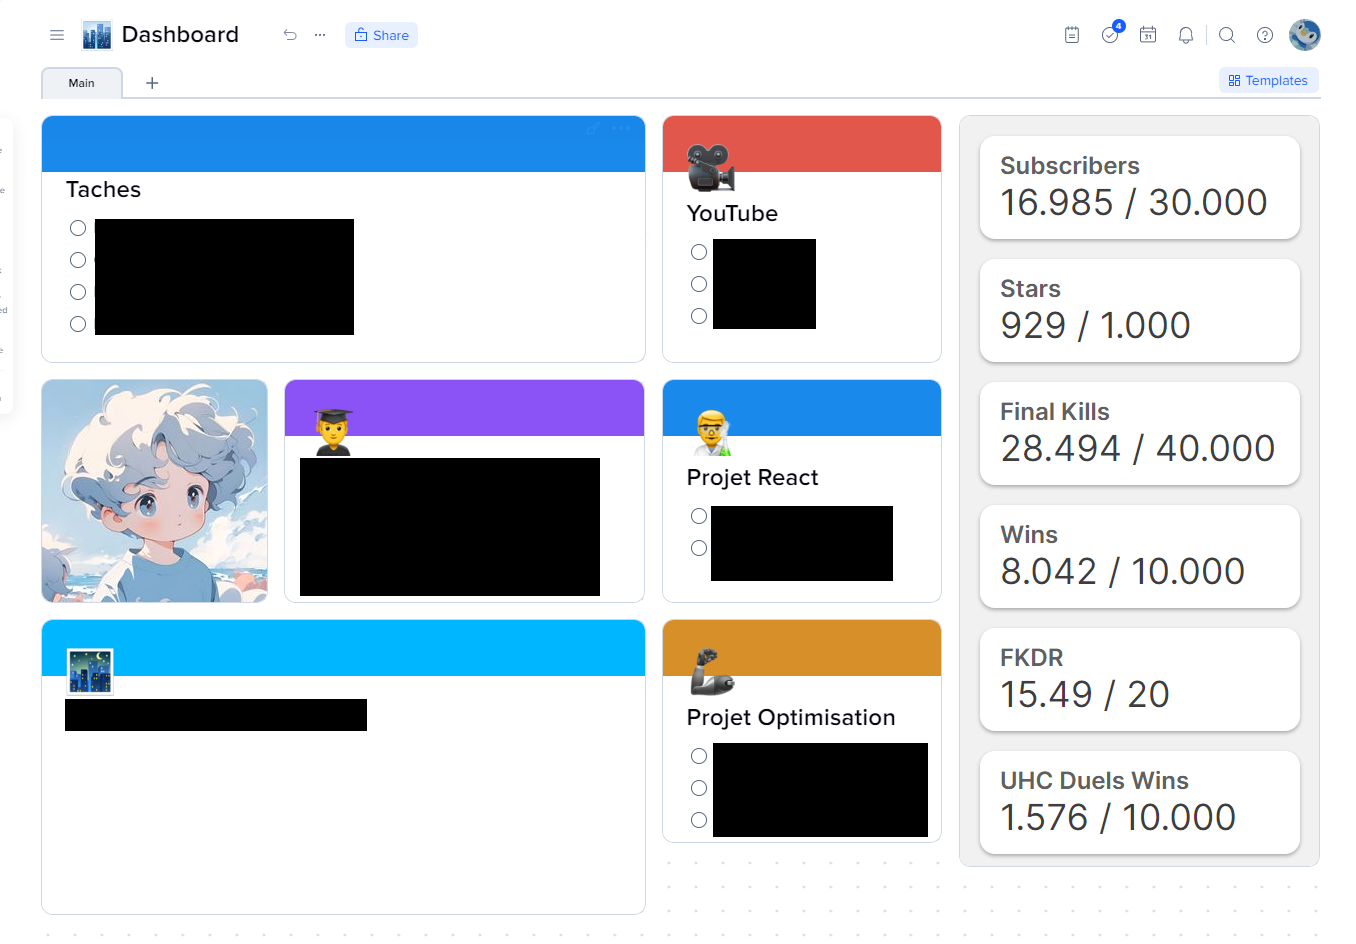 Dashboard
Share
4
31
Main
Templates
Taches
YouTube
Projet React
Projet Optimisation
Subscribers
16.985 / 30.000
Stars
929 / 1.000
Final Kills
28.494 / 40.000
Wins
8.042 / 10.000
FKDR
15.49 / 20
UHC Duels Wins
1.576 / 10.000